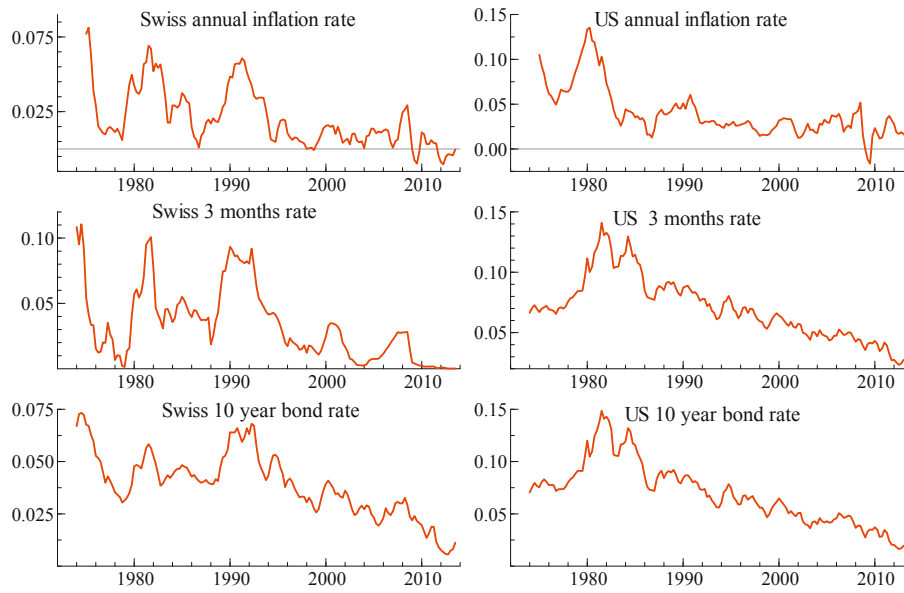 Swiss annual inflation rate
0.075
0.025
1980 1990 2000 2010
US annual inflation rate
0.15
0.10
0.05
0.00
1980 1990 2000 2010
Swiss 3 months rate
0.10
0.05
1980 1990 2000 2010
US 3 months rate
0.15
0.10
0.05
1980 1990 2000 2010
Swiss 10 year bond rate
0.075
0.050
0.025
1980 1990 2000 2010
US 10 year bond rate
0.15
0.10
0.05
1980 1990 2000 2010